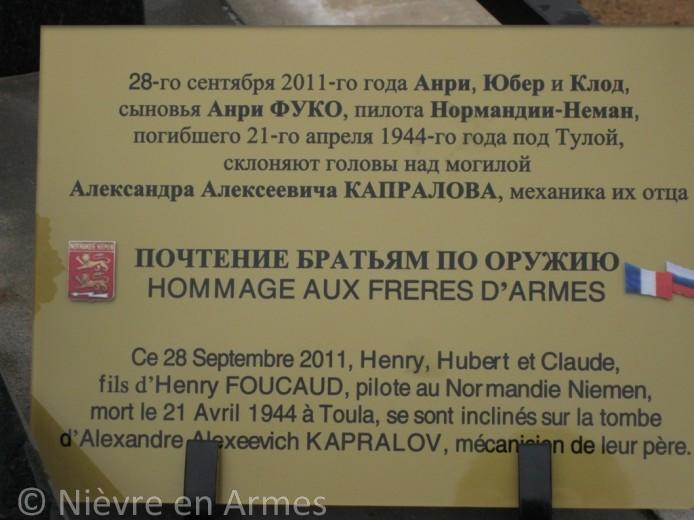 28-го сентября 2011-го года Анри, Юбер и Клод,
сыновья Анри ФУКО, пилота Нормандии-Неман,
погибшего 21-го апреля 1944-го года под Тулой,
склоняют головы над могилой
Александра Алексеевича КАПРАЛОВА, механика их отца
NORMANDIE NIEMEN
ПОЧТЕНИЕ БРАТЬЯМ ПО ОРУЖИЮ
HOMMAGE AUX FRERES D'ARMES
Ce 28 Septembre 2011, Henry, Hubert et Claude,
fils d'Henry FOUCAUD, pilote au Normandie Niemen,
mort le 21 Avril 1944 à Toula, se sont inclinés sur la tombe
d'Alexandre Alexeevich KAPRALOV, mécanicien de leur père.
© Nièvre en Armes